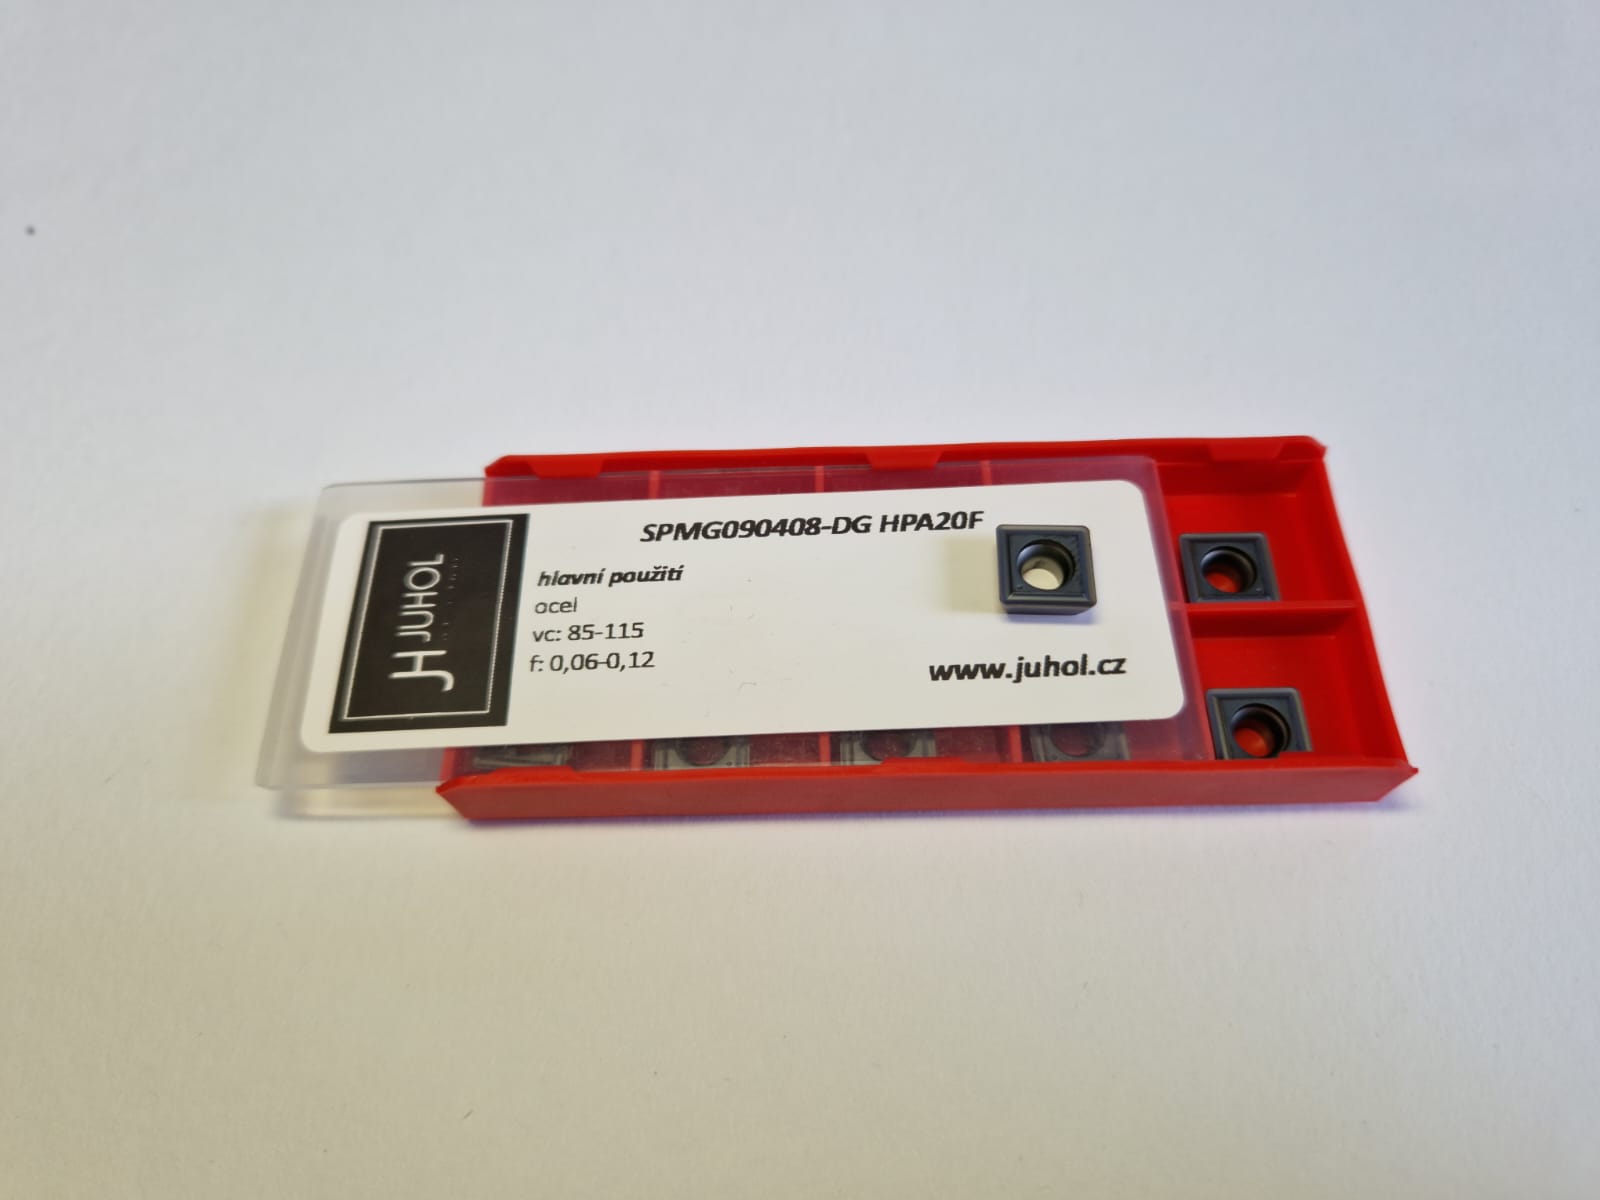 SPMG090408-DG HPA20F
hlavní použití
ocel
vc: 85-115
f: 0,06-0,12
www.juhol.cz
JH JUHOL